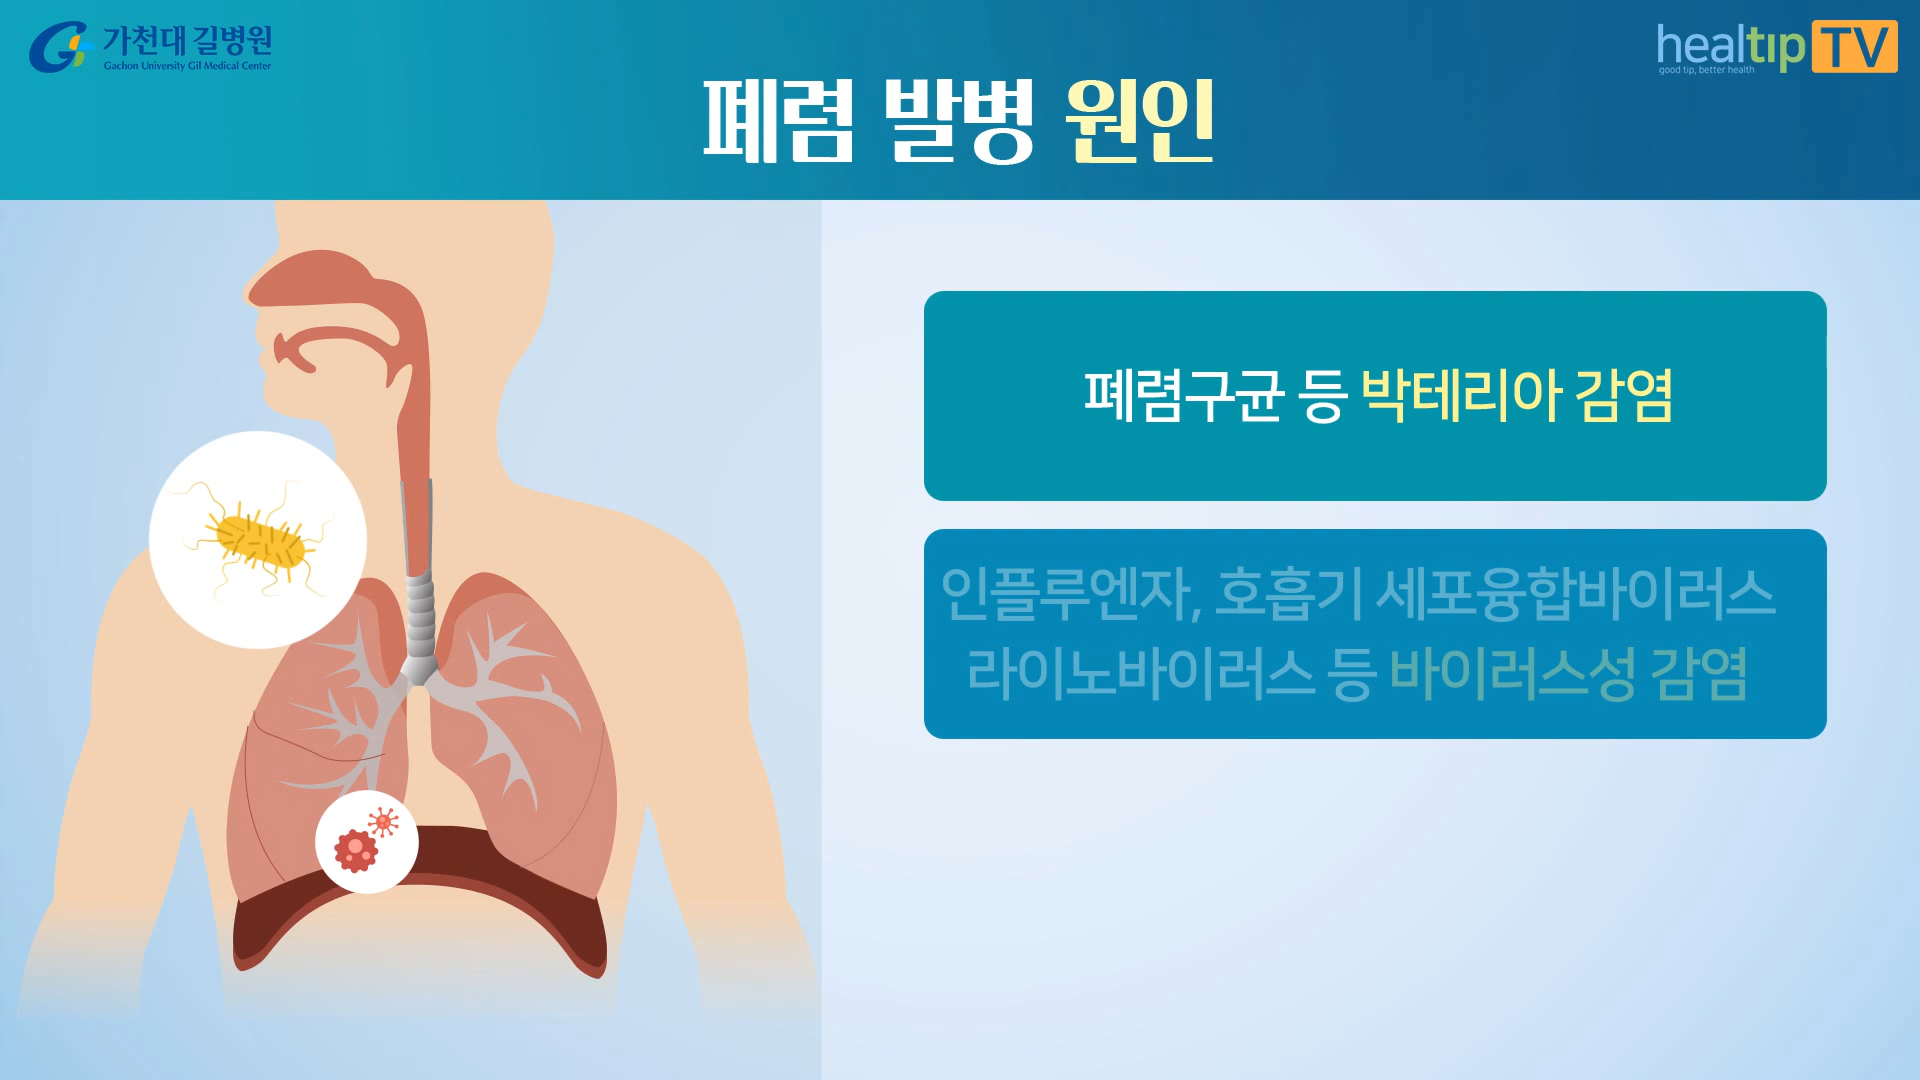 가천대 길병원
Gachon University Gil Medical Center
healtip TV
good tip, better health
폐렴 발병 원인
폐렴구균 등 박테리아 감염
인플루엔자, 호흡기 세포융합바이러스
라이노바이러스 등 바이러스성 감염